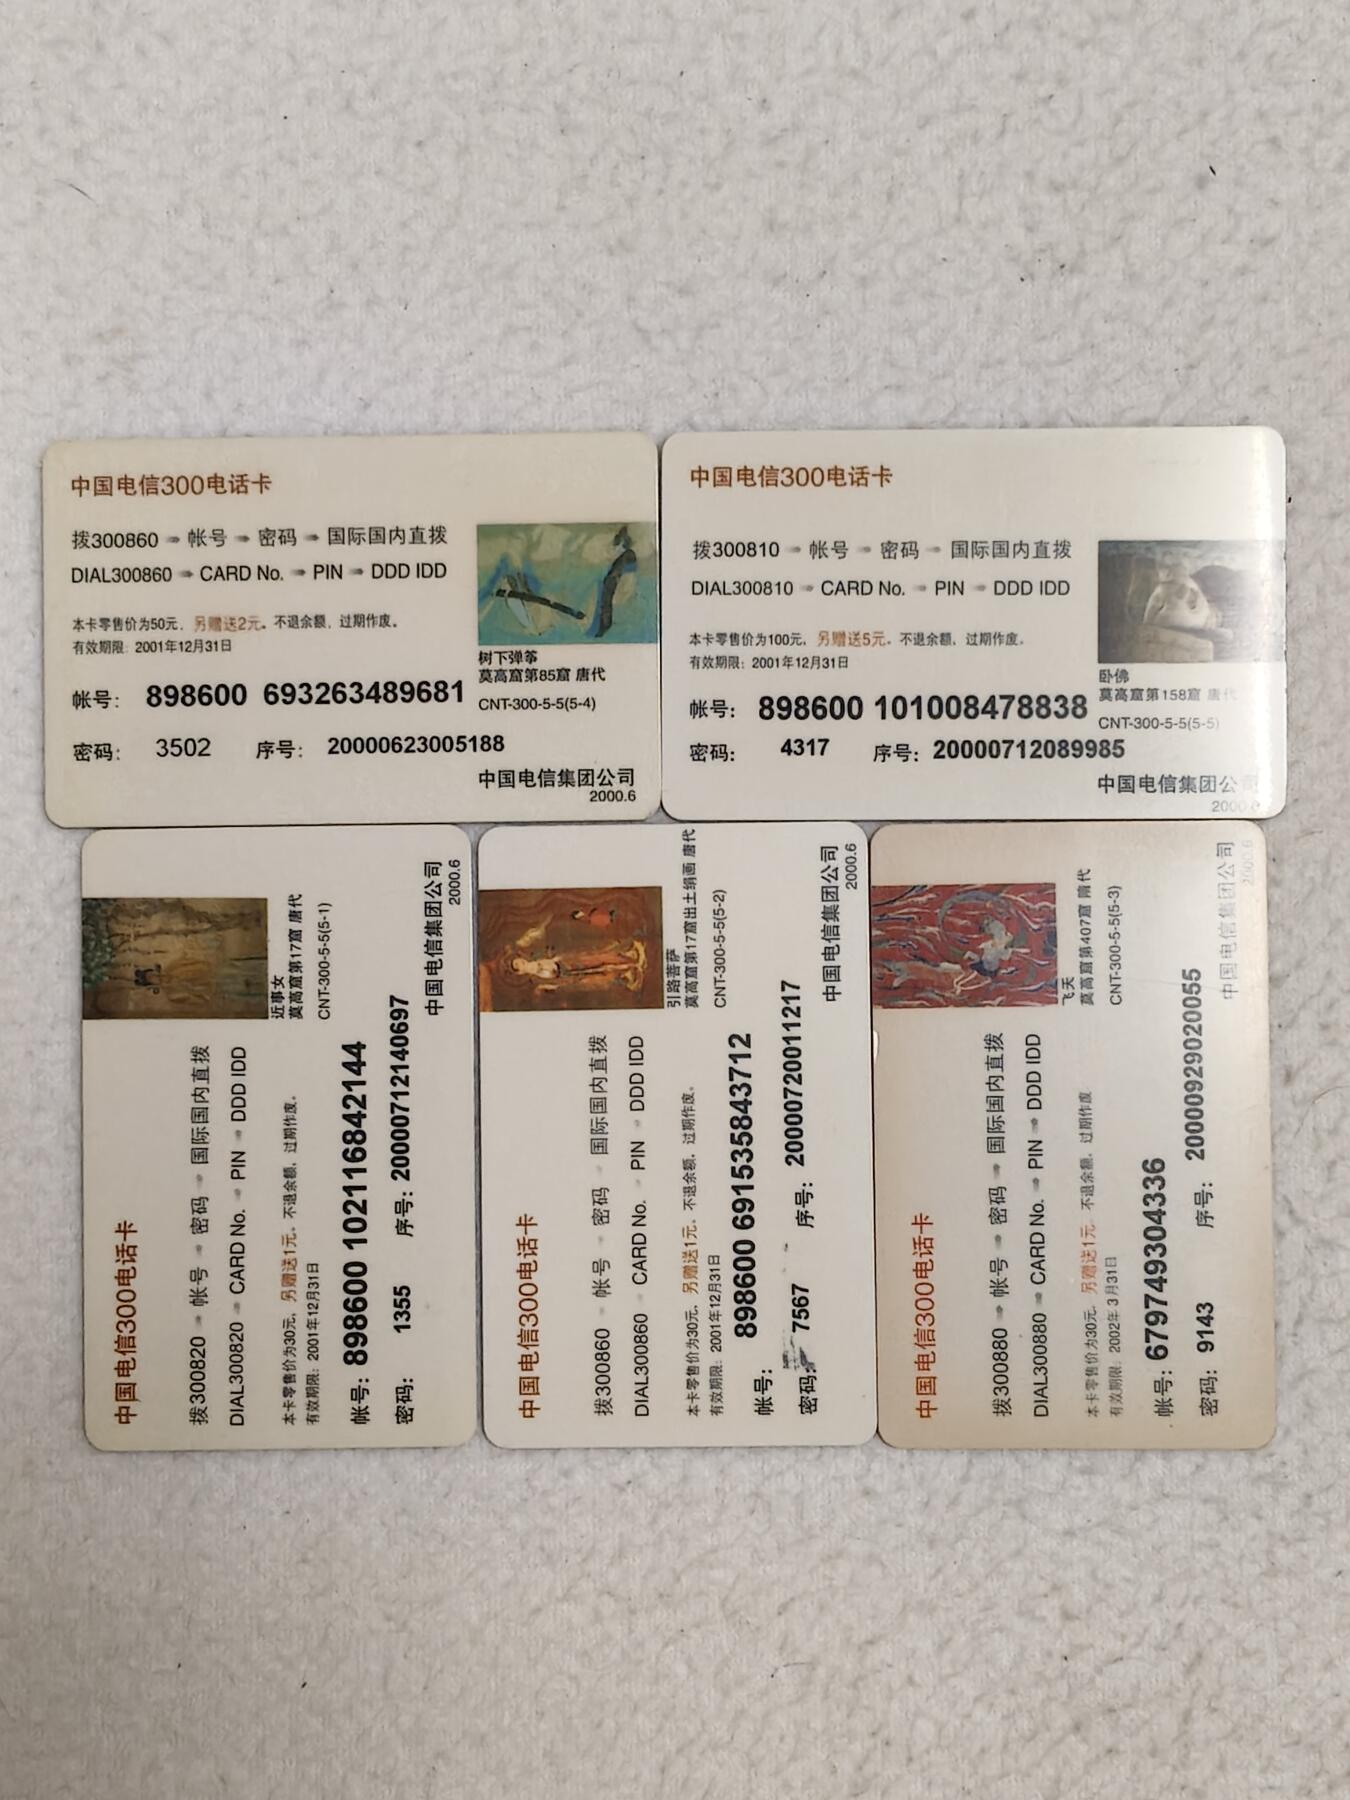 中国电信300电话卡
拨300860 → 帐号 → 密码 → 国际国内直拨
DIAL300860 → CARD No. → PIN → DDD IDD
本卡零售价为50元，另赠送2元。不退余额，过期作废。
有效期限：2001年12月31日
帐号： 898600 693263489681
密码： 3502 序号： 20000623005188
树下弹筝
莫高窟第85窟 唐代
CNT-300-5-5(5-4)
中国电信集团公司
2000.6
中国电信300电话卡
拨300810 → 帐号 → 密码 → 国际国内直拨
DIAL300810 → CARD No. → PIN → DDD IDD
本卡零售价为100元，另赠送5元。不退余额，过期作废。
有效期限：2001年12月31日
帐号： 898600 101008478838
密码： 4317 序号： 20000712089985
卧佛
莫高窟第158窟 唐代
CNT-300-5-5(5-5)
中国电信集团公司
2000.6
中国电信300电话卡
拨300820 → 帐号 → 密码 → 国际国内直拨
DIAL300820 → CARD No. → PIN → DDD IDD
本卡零售价为30元，另赠送1元。不退余额，过期作废。
有效期限：2001年12月31日
帐号： 898600 102116842144
密码： 1355 序号： 20000712140697
近事女
莫高窟第17窟 唐代
CNT-300-5-5(5-1)
中国电信集团公司
2000.6
中国电信300电话卡
拨300860 → 帐号 → 密码 → 国际国内直拨
DIAL300860 → CARD No. → PIN → DDD IDD
本卡零售价为30元，另赠送1元。不退余额，过期作废。
有效期限：2001年12月31日
帐号： 898600 691535843712
密码： 7567 序号： 20000720011217
引路菩萨
莫高窟第17窟出土绢画 唐代
CNT-300-5-5(5-2)
中国电信集团公司
2000.6
中国电信300电话卡
拨300880 → 帐号 → 密码 → 国际国内直拨
DIAL300880 → CARD No. → PIN → DDD IDD
本卡零售价为30元，另赠送1元。不退余额，过期作废
有效期限：2002年3月31日
帐号： 679749304336
密码： 9143 序号： 20000929020055
飞天
莫高窟第407窟 隋代
CNT-300-5-5(5-3)
中国电信集团公司
2000.6